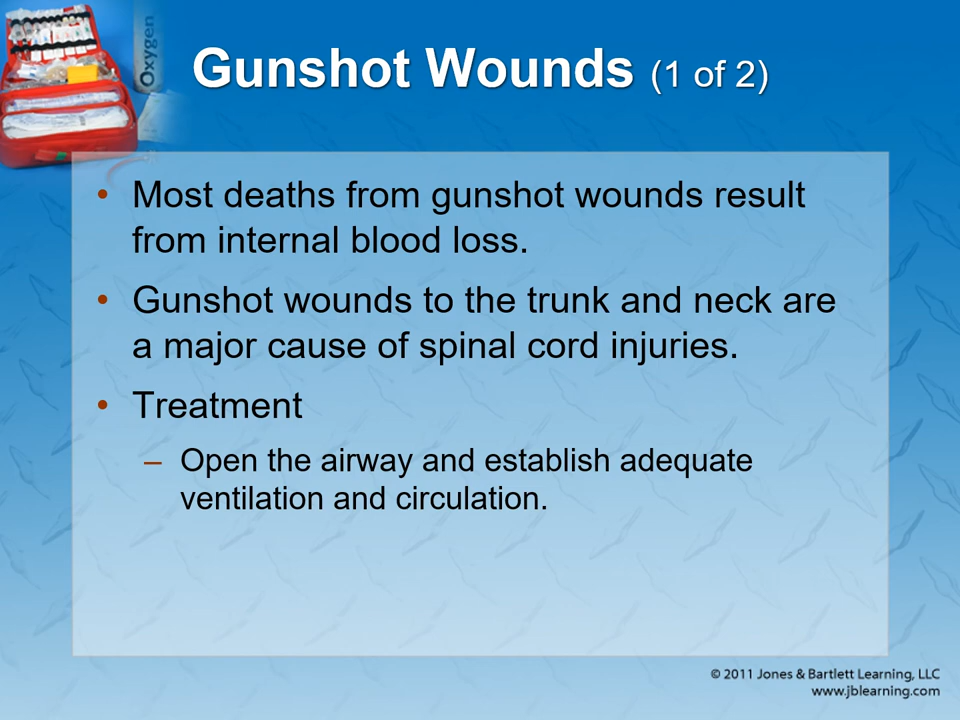 Oxygen
Gunshot Wounds (1 of 2)
• Most deaths from gunshot wounds result
from internal blood loss.
• Gunshot wounds to the trunk and neck are
a major cause of spinal cord injuries.
• Treatment
– Open the airway and establish adequate
ventilation and circulation.
© 2011 Jones & Bartlett Learning, LLC
www.jblearning.com